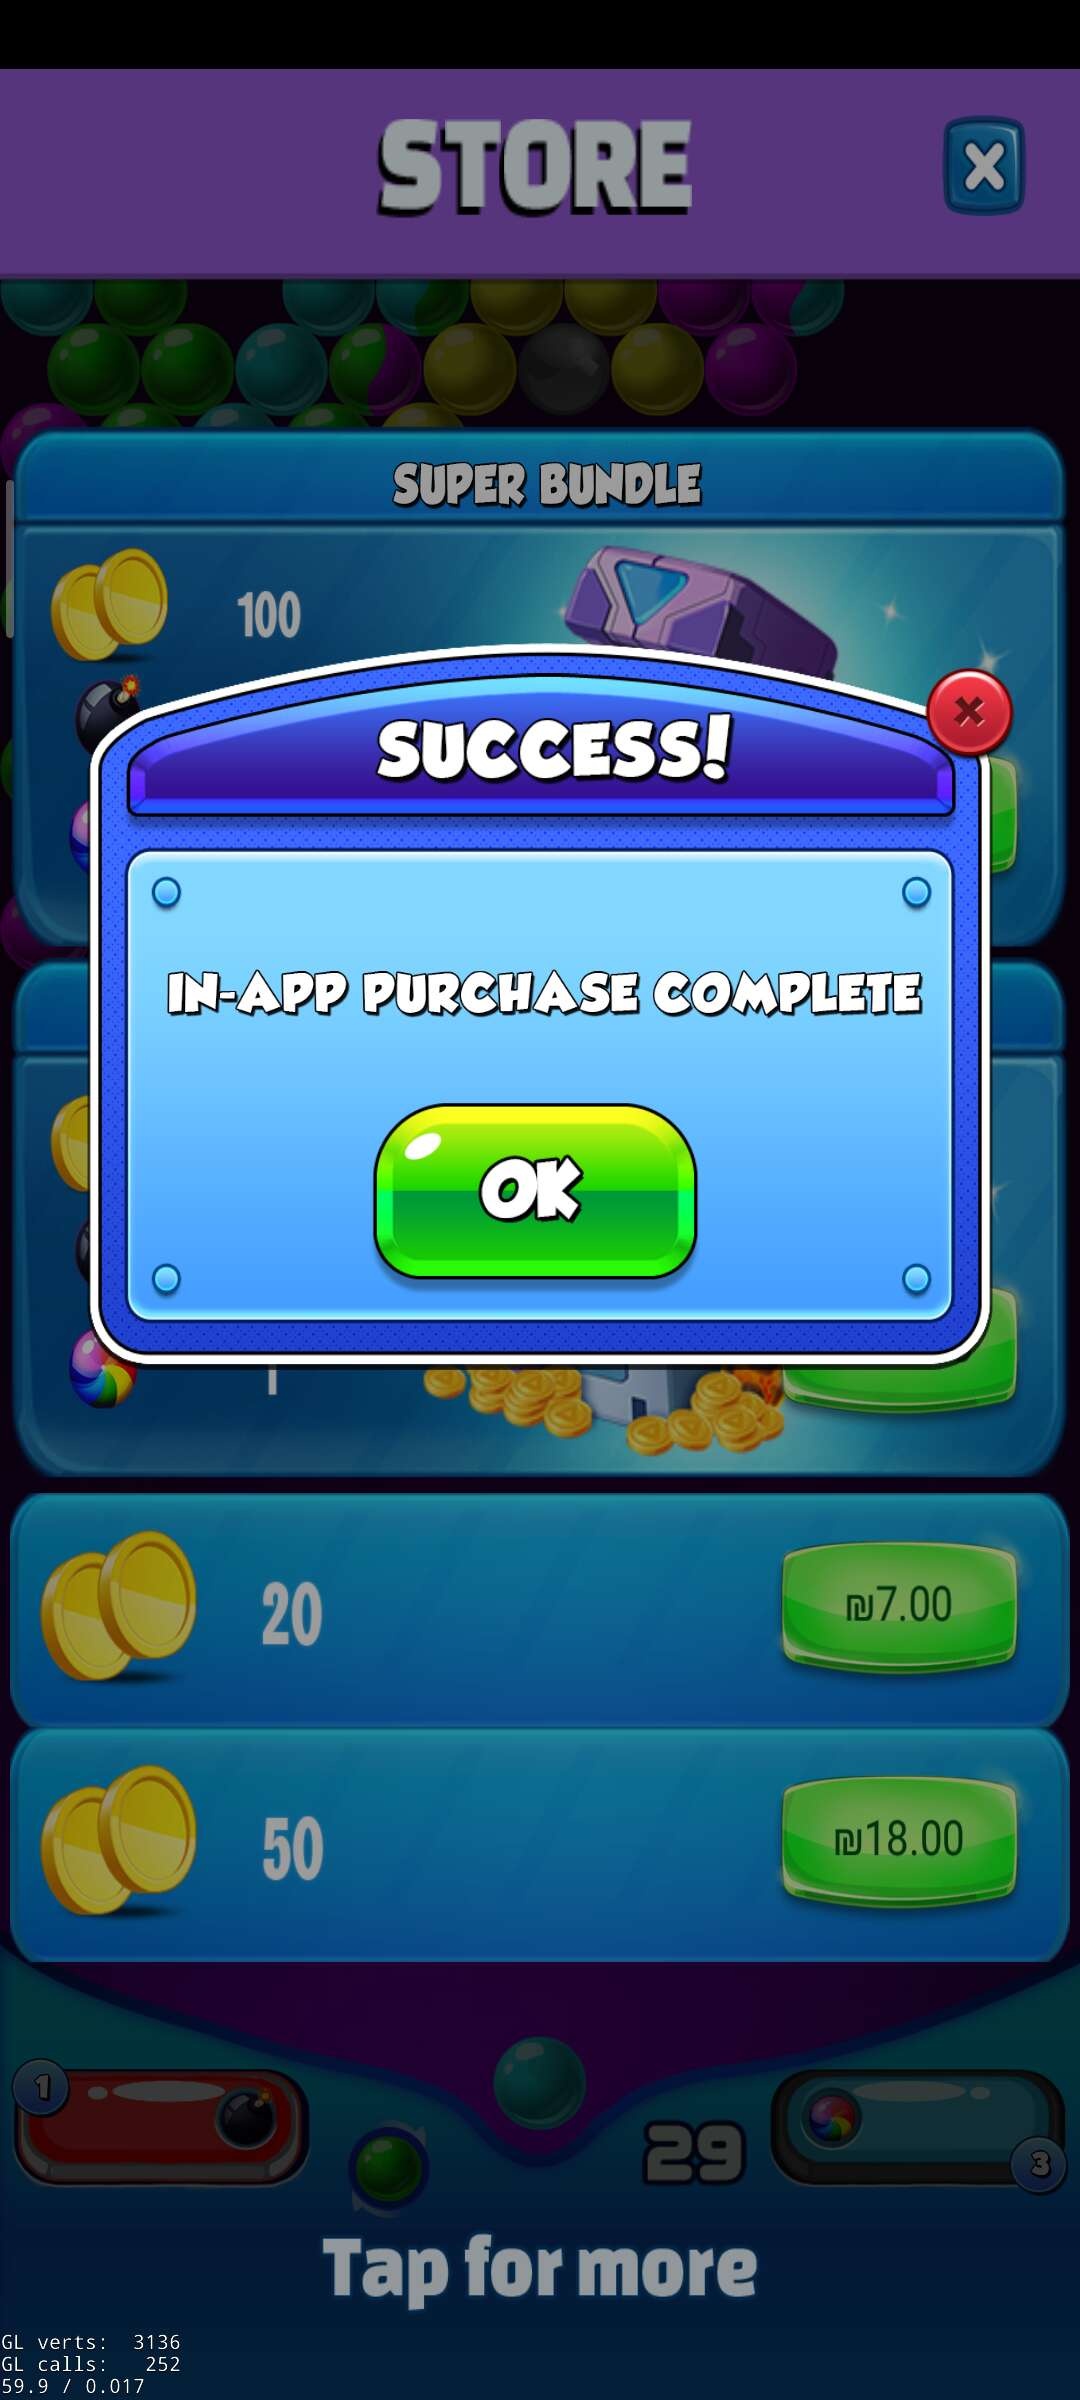 STORE
SUPER BUNDLE
100
SUCCESS!
IN-APP PURCHASE COMPLETE
OK
1
20
₪7.00
50
₪18.00
1
29
3
Tap for more
GL verts: 3136
GL calls: 252
59.9 / 0.017